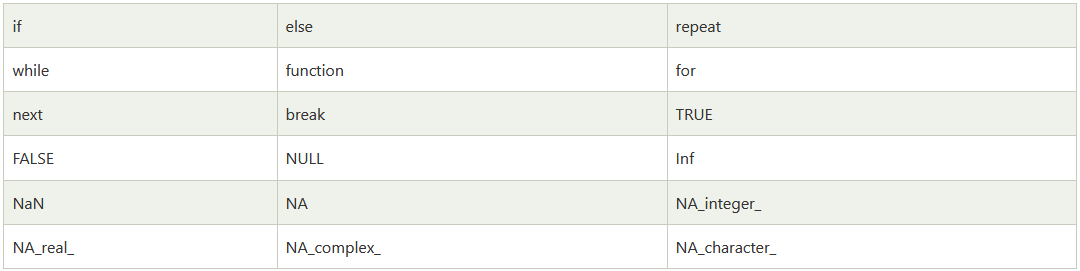 if else repeat
while function for
next break TRUE
FALSE NULL Inf
NaN NA NA_integer_
NA_real_ NA_complex_ NA_character_